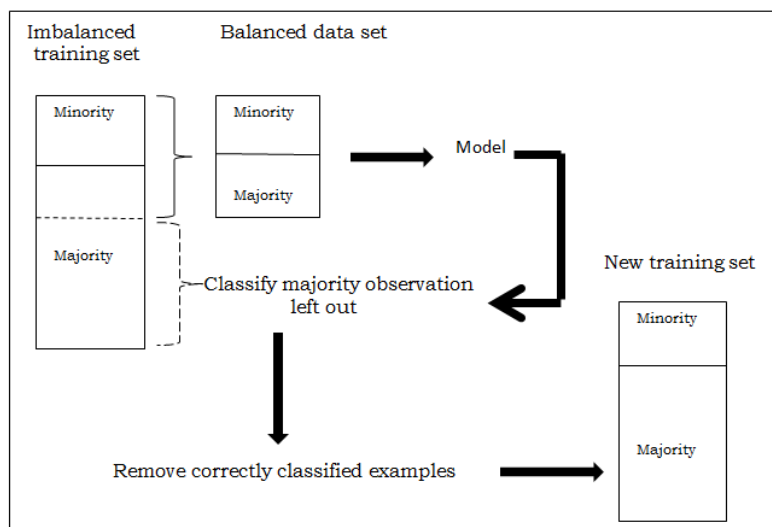 Imbalanced
training set
Balanced data set
Minority
Majority
Minority
Majority
Model
Classify majority observation
left out
Remove correctly classified examples
New training set
Minority
Majority